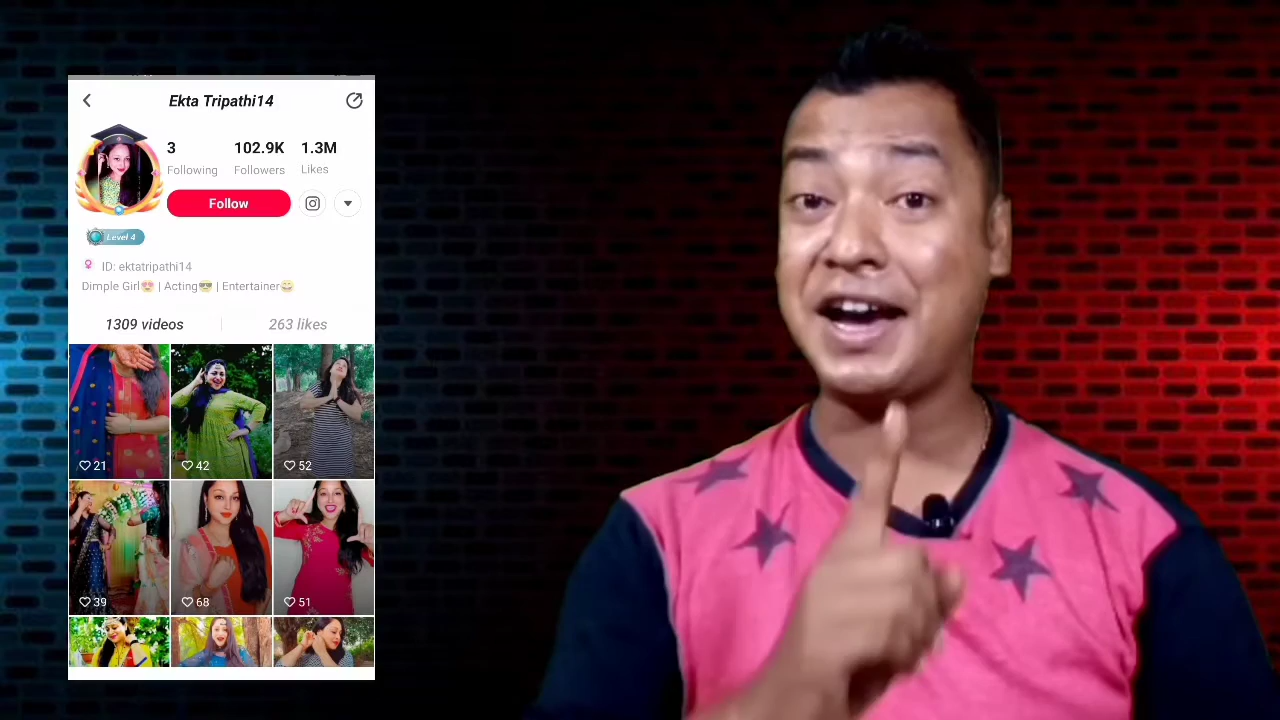 Ekta Tripathi14
3 102.9K 1.3M
Following Followers Likes
Follow
Level 4
ID: ektatripathi14
Dimple Girl😍 | Acting😎 | Entertainer😄
1309 videos 263 likes
21 42 52
39 68 51